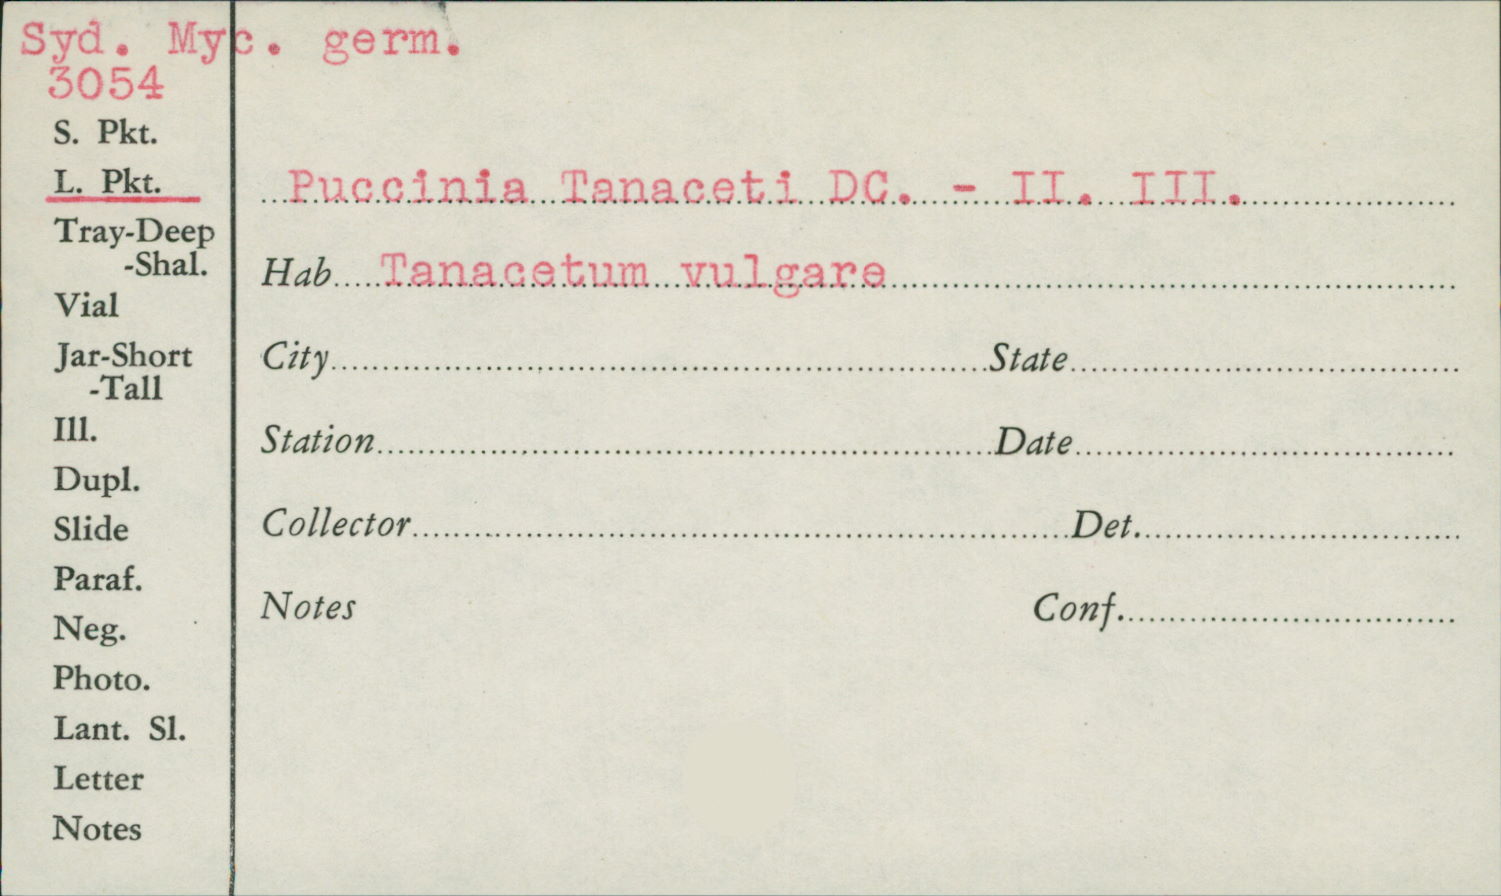 Syd. Myc. germ.
3054
S. Pkt.
L. Pkt.
Tray-Deep
-Shal.
Vial
Jar-Short
-Tall
Ill.
Dupl.
Slide
Paraf.
Neg.
Photo.
Lant. Sl.
Letter
Notes
Puccinia Tanaceti DC. - II. III.
Hab Tanacetum vulgare
City State
Station Date
Collector Det.
Notes Conf.